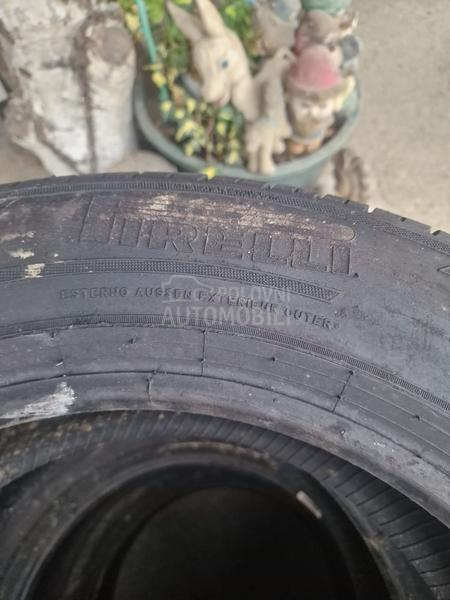 PIRELLI
ESTERNO AUSSEN EXTERIEUR OUTER
POLOVNI
AUTOMOBILI